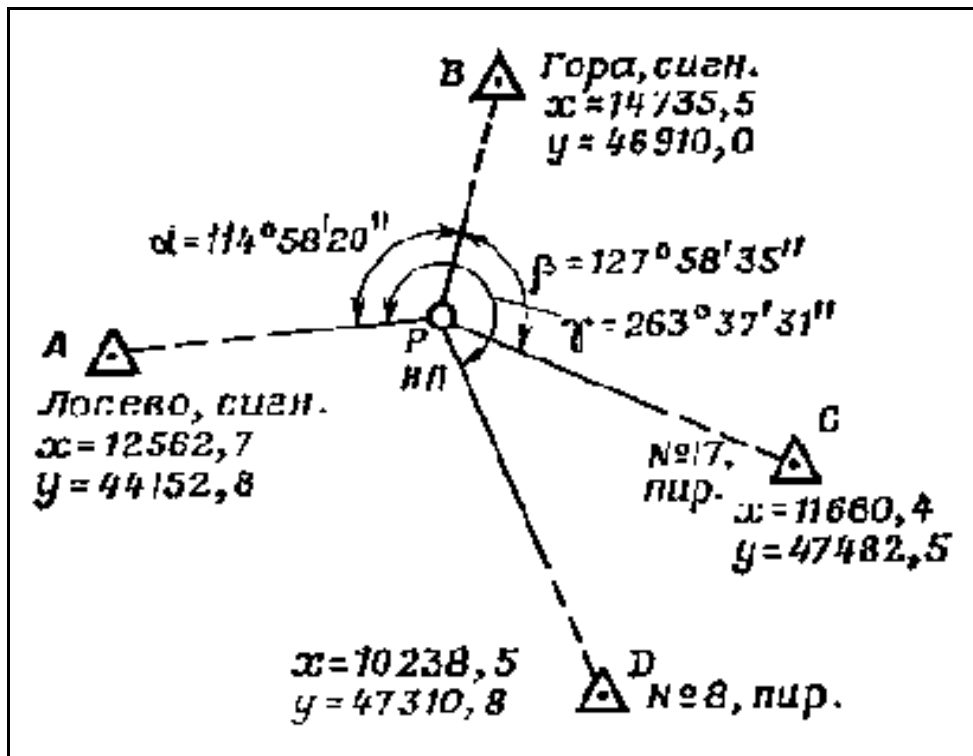 B
Гора, сигн.
x=14735,5
y=46910,0
α=114°58'20"
β=127°58'35"
γ=263°37'31"
A
P
НП
Лосево, сигн.
x=12562,7
y=44152,8
C
№17,
пир.
x=11660,4
y=47482,5
x=10238,5
y=47310,8
D
№8, пир.